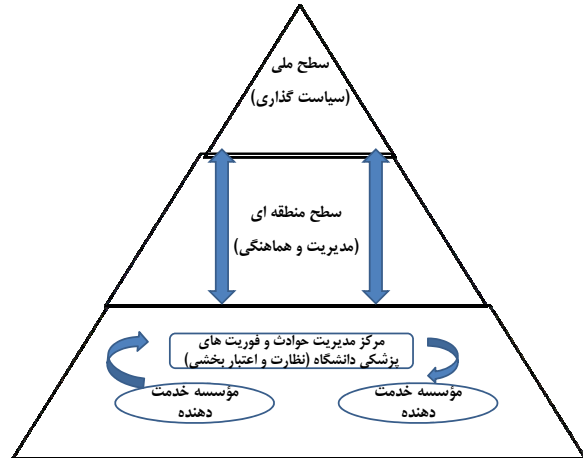 سطح ملی
(سیاست گذاری)
سطح منطقه ای
(مدیریت و هماهنگی)
مرکز مدیریت حوادث و فوریت های
پزشکی دانشگاه (نظارت و اعتبار بخشی)
مؤسسه خدمت
دهنده
مؤسسه خدمت
دهنده